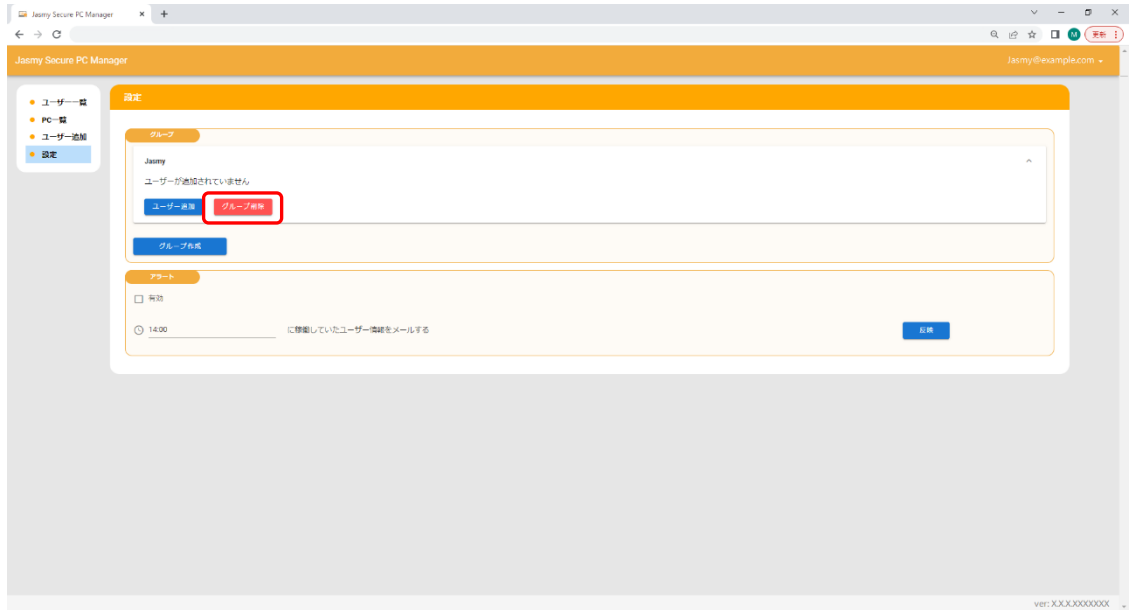 Jasmy Secure PC Manager
M 更新
Jasmy Secure PC Manager
Jasmy@example.com
ユーザー一覧
PC一覧
ユーザー追加
設定
設定
グループ
Jasmy
ユーザーが追加されていません
ユーザー追加 グループ削除
グループ作成
アラート
有効
14:00 に稼働していたユーザー情報をメールする 反映
ver: X.X.X.XXXXXXXX